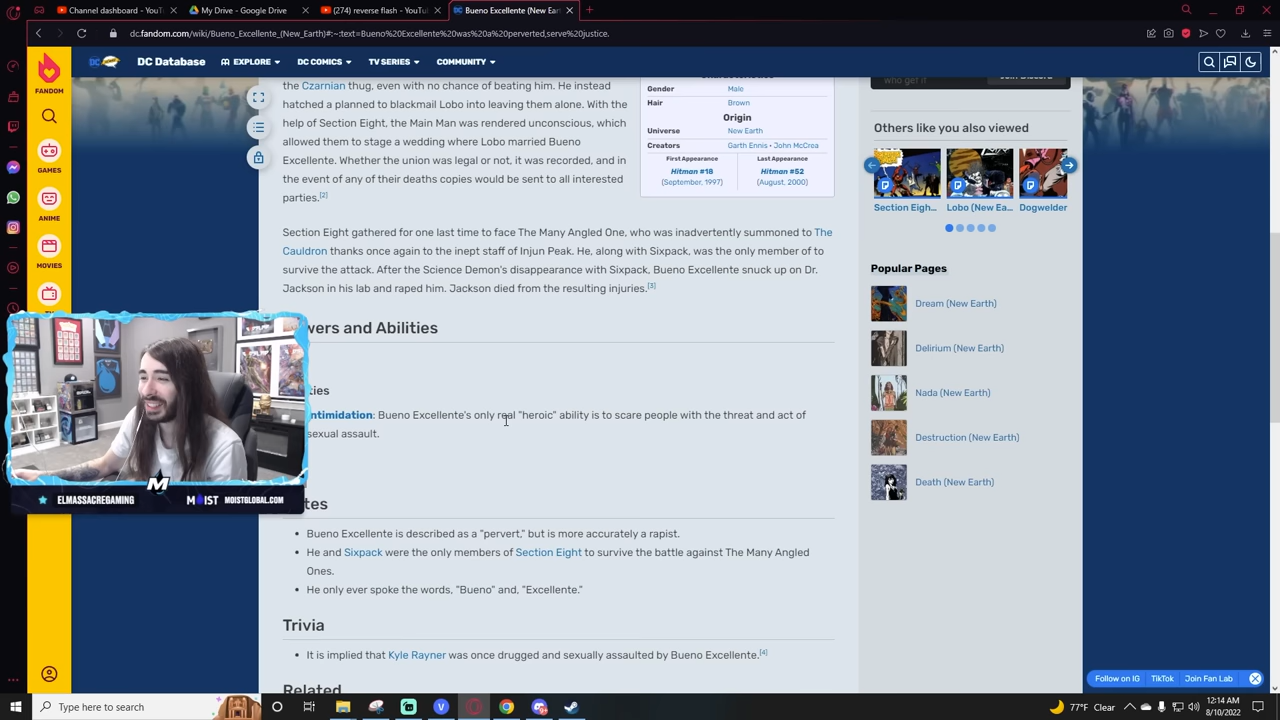 Channel dashboard - YouTu
My Drive - Google Drive
(274) reverse flash - YouTu
Bueno Excellente (New Ear
dc.fandom.com/wiki/Bueno_Excellente_(New_Earth)#:~:text=Bueno%20Excellente%20was%20a%20perverted,serve%20justice.
FANDOM
DC
DC Database
EXPLORE
DC COMICS
TV SERIES
COMMUNITY
GAMES
ANIME
MOVIES
the Czarnian thug, even with no chance of beating him. He instead
hatched a planned to blackmail Lobo into leaving them alone. With the
help of Section Eight, the Main Man was rendered unconscious, which
allowed them to stage a wedding where Lobo married Bueno
Excellente. Whether the union was legal or not, it was recorded, and in
the event of any of their deaths copies would be sent to all interested
parties.[2]
Gender Male
Hair Brown
Origin
Universe New Earth
Creators Garth Ennis • John McCrea
First Appearance
Hitman #18
(September, 1997)
Last Appearance
Hitman #52
(August, 2000)
Section Eight gathered for one last time to face The Many Angled One, who was inadvertently summoned to The
Cauldron thanks once again to the inept staff of Injun Peak. He, along with Sixpack, was the only member of to
survive the attack. After the Science Demon's disappearance with Sixpack, Bueno Excellente snuck up on Dr.
Jackson in his lab and raped him. Jackson died from the resulting injuries.[3]
wers and Abilities
ties
ntimidation: Bueno Excellente's only real "heroic" ability is to scare people with the threat and act of
sexual assault.
tes
Bueno Excellente is described as a "pervert," but is more accurately a rapist.
He and Sixpack were the only members of Section Eight to survive the battle against The Many Angled
Ones.
He only ever spoke the words, "Bueno" and, "Excellente."
Trivia
It is implied that Kyle Rayner was once drugged and sexually assaulted by Bueno Excellente.[4]
Related
who get it
Others like you also viewed
Section Eigh...
Lobo (New Ea...
Dogwelder
Popular Pages
Dream (New Earth)
Delirium (New Earth)
Nada (New Earth)
Destruction (New Earth)
Death (New Earth)
M
ELMASSACREGAMING
MOIST
MOISTGLOBAL.COM
Follow on IG
TikTok
Join Fan Lab
Type here to search
77°F Clear
12:14 AM
8/10/2022